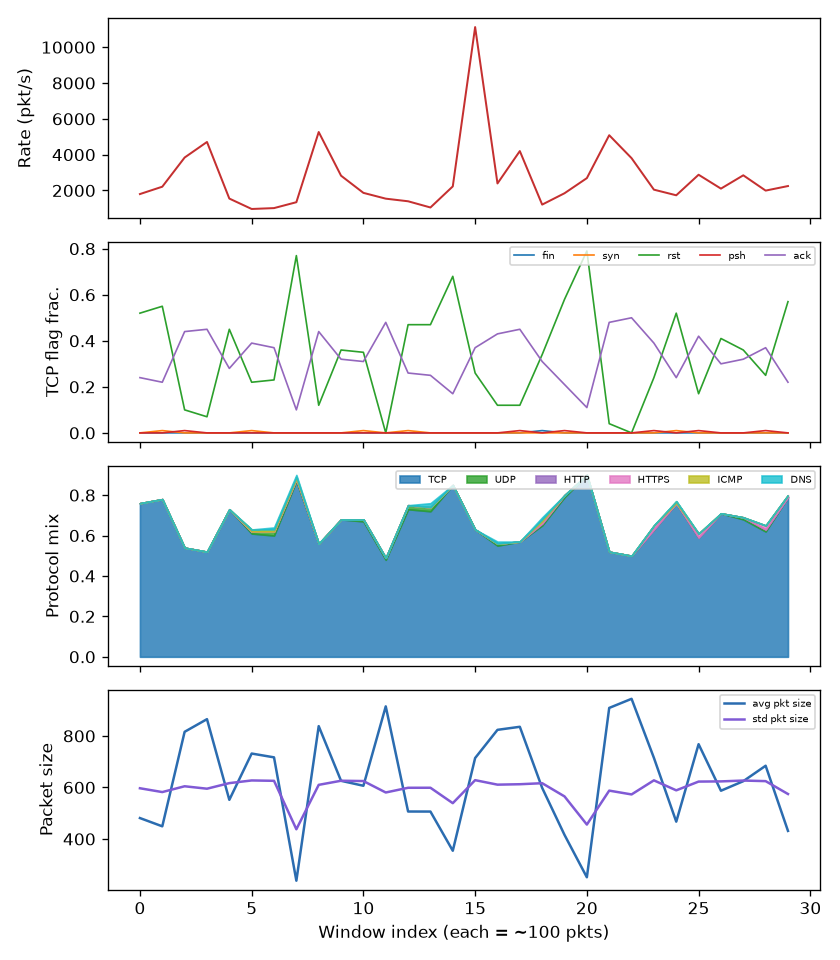 Rate (pkt/s)
10000
8000
6000
4000
2000
TCP flag frac.
0.8
0.6
0.4
0.2
0.0
fin syn rst psh ack
Protocol mix
0.8
0.6
0.4
0.2
0.0
TCP UDP HTTP HTTPS ICMP DNS
Packet size
800
600
400
avg pkt size
std pkt size
0 5 10 15 20 25 30
Window index (each = ~100 pkts)